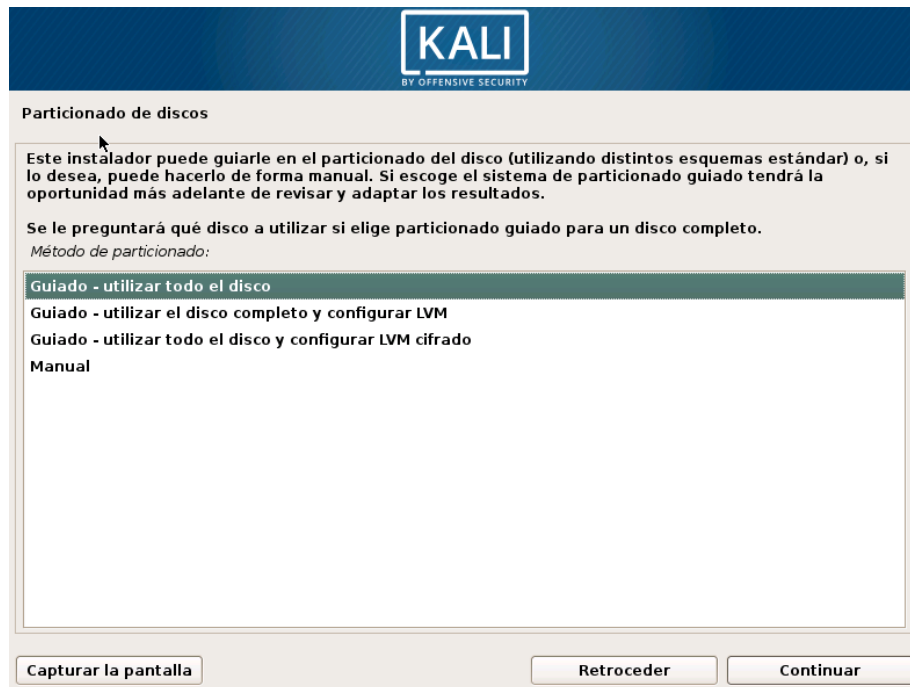 KALI
BY OFFENSIVE SECURITY
Particionado de discos
Este instalador puede guiarle en el particionado del disco (utilizando distintos esquemas estándar) o, si
lo desea, puede hacerlo de forma manual. Si escoge el sistema de particionado guiado tendrá la
oportunidad más adelante de revisar y adaptar los resultados.
Se le preguntará qué disco a utilizar si elige particionado guiado para un disco completo.
Método de particionado:
Guiado - utilizar todo el disco
Guiado - utilizar el disco completo y configurar LVM
Guiado - utilizar todo el disco y configurar LVM cifrado
Manual
Capturar la pantalla
Retroceder
Continuar